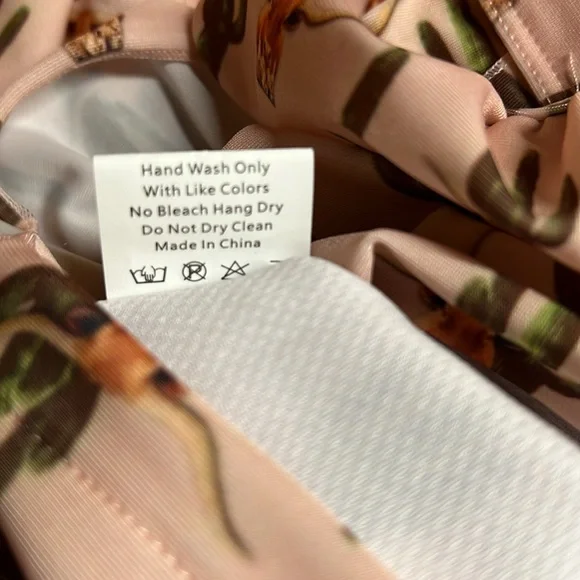 Hand Wash Only
With Like Colors
No Bleach Hang Dry
Do Not Dry Clean
Made In China